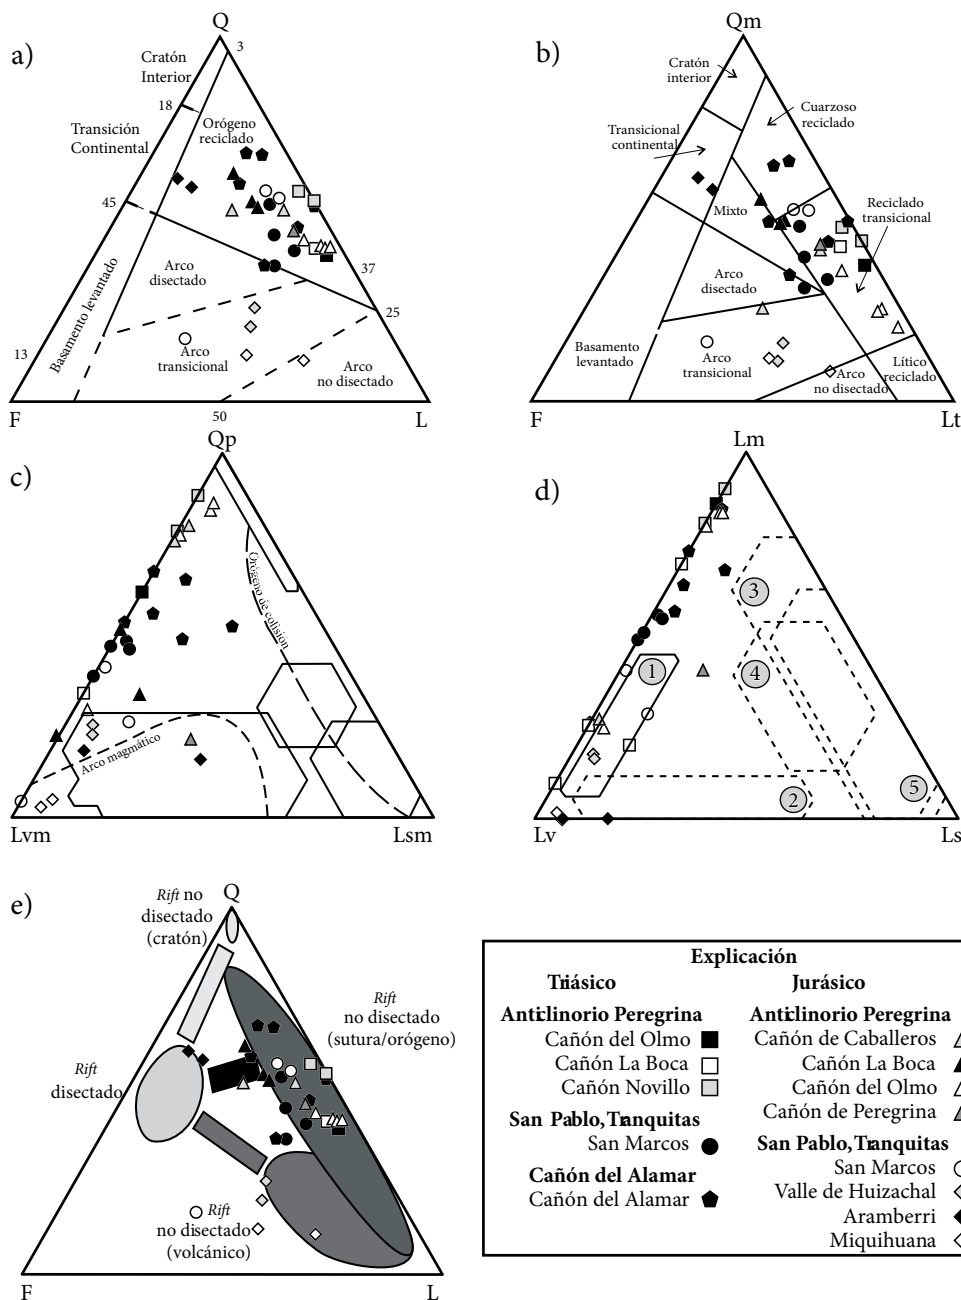 a)
Q
3
Cratón
Interior
18
Transición
Continental
Orógeno
reciclado
45
Basamento levantado
Arco
disectado
37
25
13
Arco
transicional
Arco
no disectado
F
50
L
b)
Qm
Cratón
interior
Cuarzoso
reciclado
Transicional
continental
Mixto
Reciclado
transicional
Arco
disectado
Basamento
levantado
Arco
transicional
Arco
no disectado
Lítico
reciclado
F
Lt
c)
Qp
Orógeno de colisión
Arco magmático
Lvm
Lsm
d)
Lm
3
1
4
2
5
Lv
Ls
e)
Q
Rift no
disectado
(cratón)
Rift
no disectado
(sutura/orógeno)
Rift
disectado
Rift
no disectado
(volcánico)
F
L
Explicación
Triásico
Anticlinorio Peregrina
Cañón del Olmo
Cañón La Boca
Cañón Novillo
San Pablo, Tranquitas
San Marcos
Cañón del Alamar
Cañón del Alamar
Jurásico
Anticlinorio Peregrina
Cañón de Caballeros
Cañón La Boca
Cañón del Olmo
Cañón de Peregrina
San Pablo, Tranquitas
San Marcos
Valle de Huizachal
Aramberri
Miquihuana